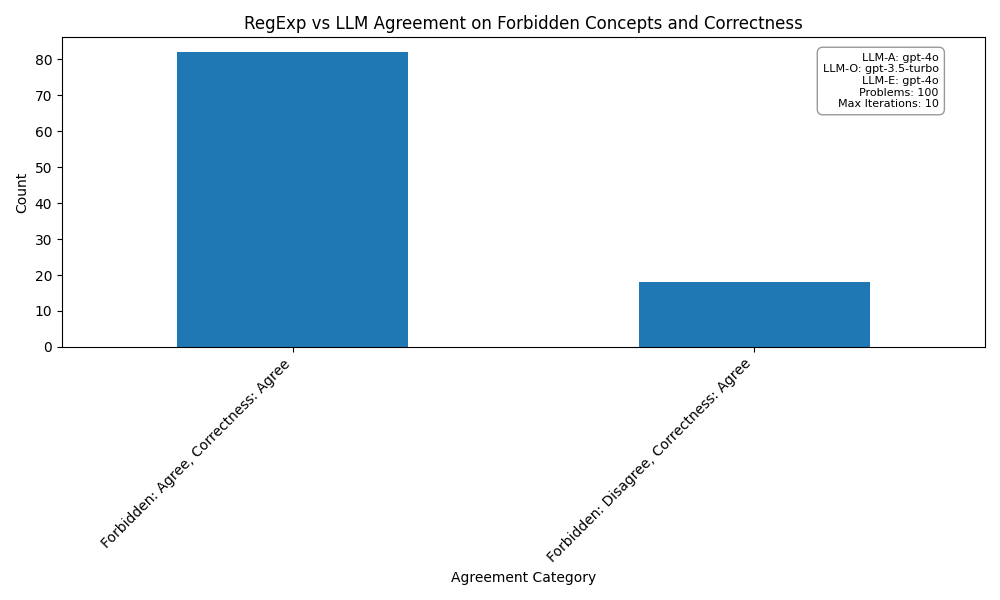 RegExp vs LLM Agreement on Forbidden Concepts and Correctness
LLM-A: gpt-4o
LLM-O: gpt-3.5-turbo
LLM-E: gpt-4o
Problems: 100
Max Iterations: 10
Count
80
70
60
50
40
30
20
10
0
Forbidden: Agree, Correctness: Agree
Forbidden: Disagree, Correctness: Agree
Agreement Category